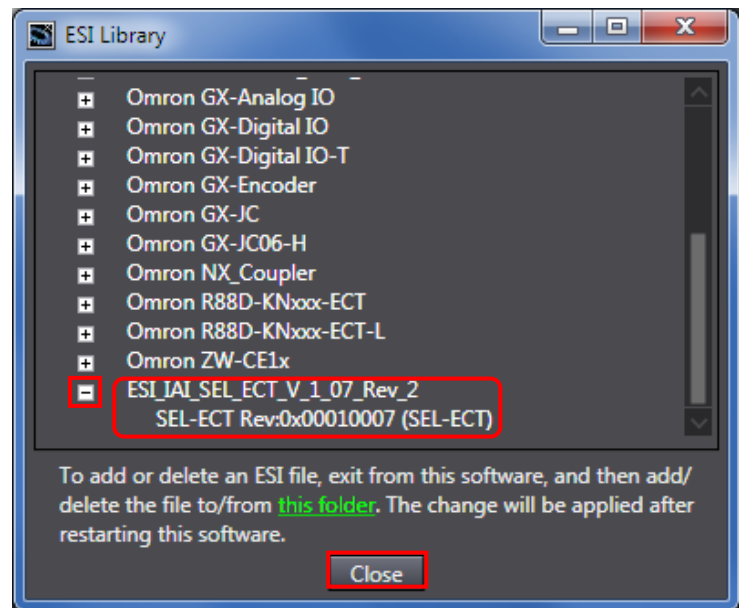 ESI Library
Omron GX-Analog IO
Omron GX-Digital IO
Omron GX-Digital IO-T
Omron GX-Encoder
Omron GX-JC
Omron GX-JC06-H
Omron NX_Coupler
Omron R88D-KNxxx-ECT
Omron R88D-KNxxx-ECT-L
Omron ZW-CE1x
ESI_IAI_SEL_ECT_V_1_07_Rev_2
SEL-ECT Rev:0x00010007 (SEL-ECT)
To add or delete an ESI file, exit from this software, and then add/
delete the file to/from this folder. The change will be applied after
restarting this software.
Close